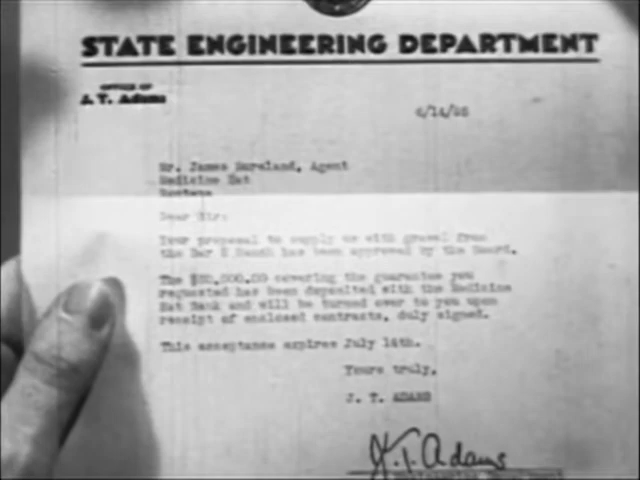 STATE ENGINEERING DEPARTMENT
OFFICE OF
J. T. Adams
Mr. James Agent
Medicine Hat
Montana
Dear Sir:
Your proposal to supply us with gravel from
the Bar Ranch has been approved by the Board.
The covering the guarantee you
requested has been deposited with the Medicine
Hat Bank and will be turned over to you upon
receipt of enclosed contracts, duly signed.
This acceptance expires July 14th.
Yours truly,
J. T. ADAMS
J. T. Adams